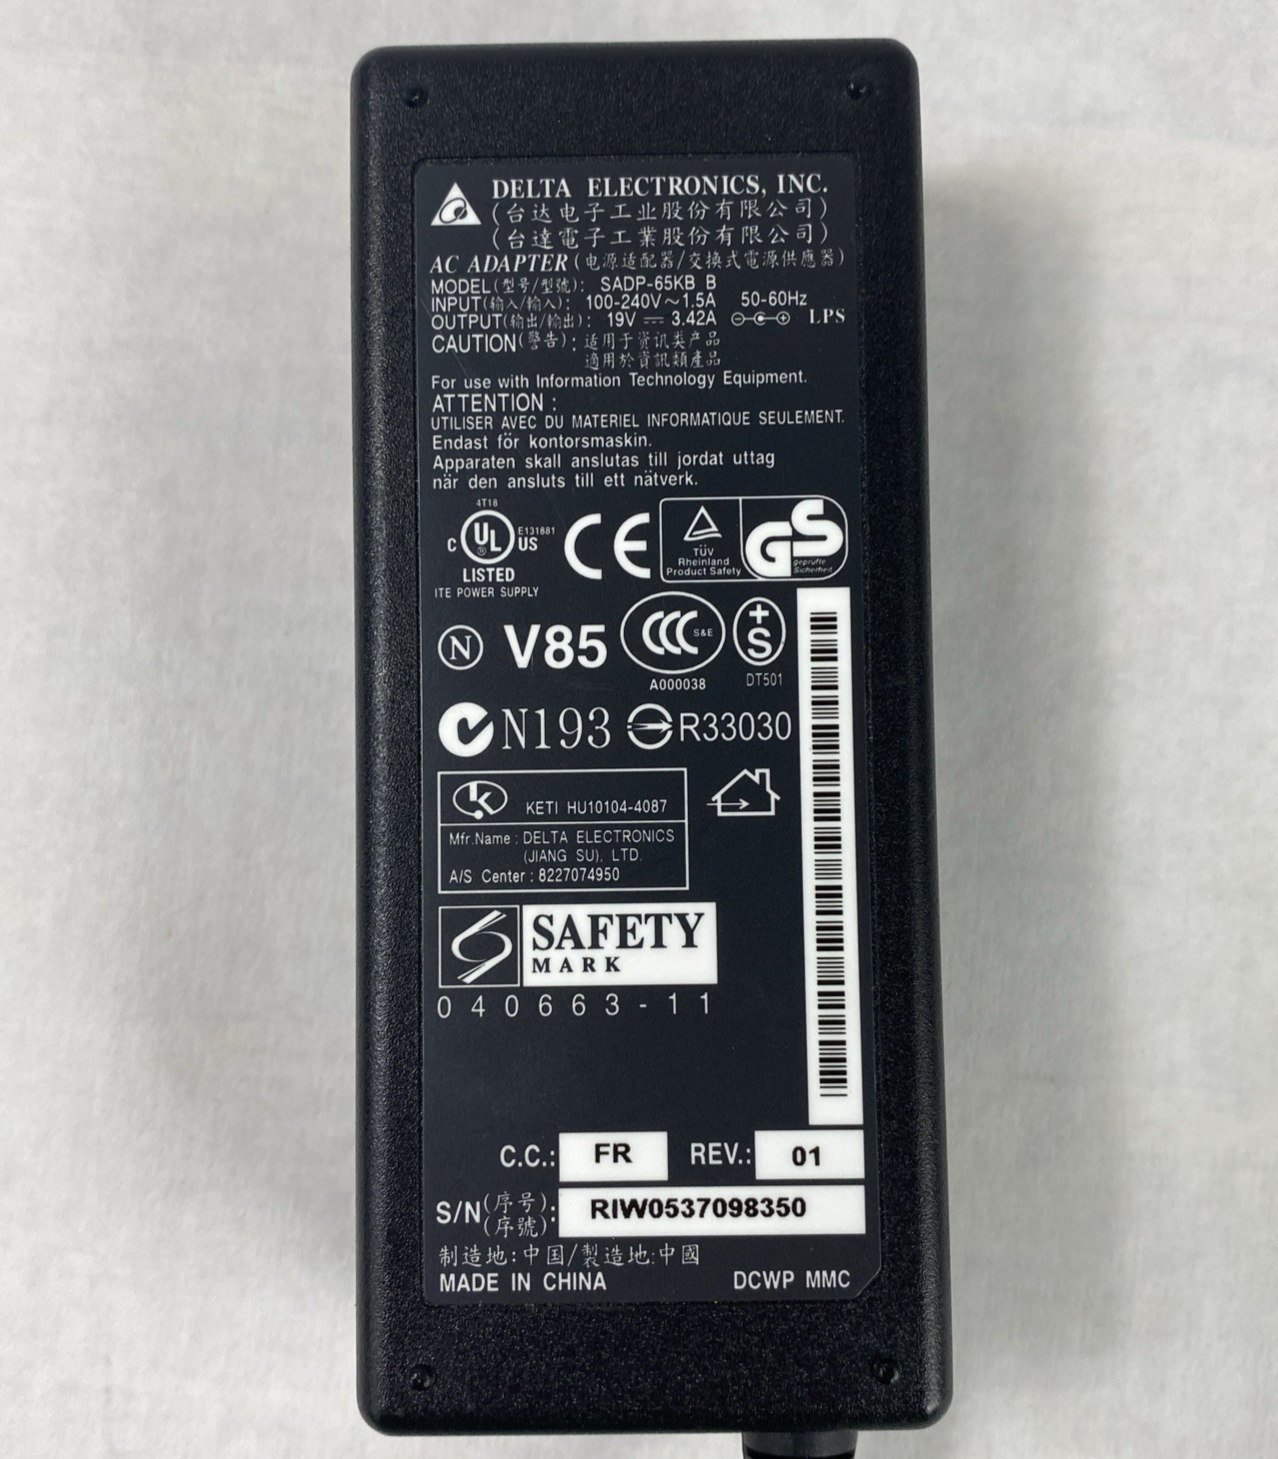 DELTA ELECTRONICS, INC.
(台达电子工业股份有限公司)
(台達電子工業股份有限公司)
AC ADAPTER (电源适配器/交換式電源供應器)
MODEL(型号/型號): SADP-65KB B
INPUT(输入/輸入): 100-240V～1.5A 50-60Hz
OUTPUT(输出/輸出): 19V ⎓ 3.42A LPS
CAUTION(警告): 适用于资讯类产品
適用於資訊類產品
For use with Information Technology Equipment.
ATTENTION :
UTILISER AVEC DU MATERIEL INFORMATIQUE SEULEMENT.
Endast för kontorsmaskin.
Apparaten skall anslutas till jordat uttag
när den ansluts till ett nätverk.
4T18
C UL ® US E131881
LISTED
ITE POWER SUPPLY
CE
TÜV
Rheinland
Product Safety
GS
geprüfte
Sicherheit
N V85 CCC S&E +S
A000038 DT501
N193 R33030
KETI HU10104-4087
Mfr.Name : DELTA ELECTRONICS
(JIANG SU), LTD.
A/S Center : 8227074950
SAFETY
MARK
040663-11
C.C.: FR REV.: 01
S/N(序号)(序號): RIW0537098350
制造地:中国/製造地:中國
MADE IN CHINA DCWP MMC